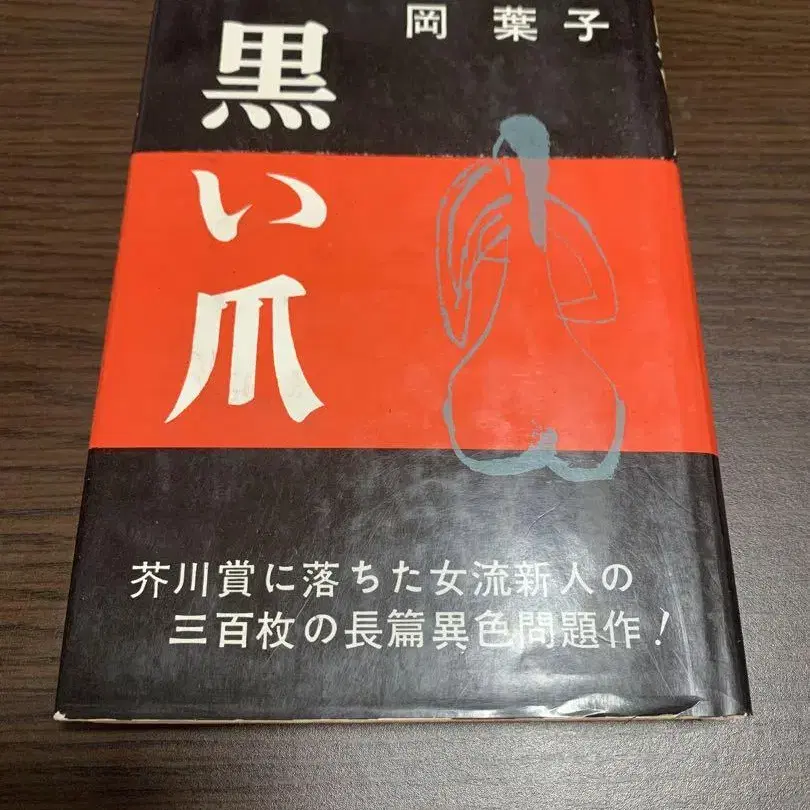 岡葉子
黒い爪
芥川賞に落ちた女流新人の
三百枚の長篇異色問題作!